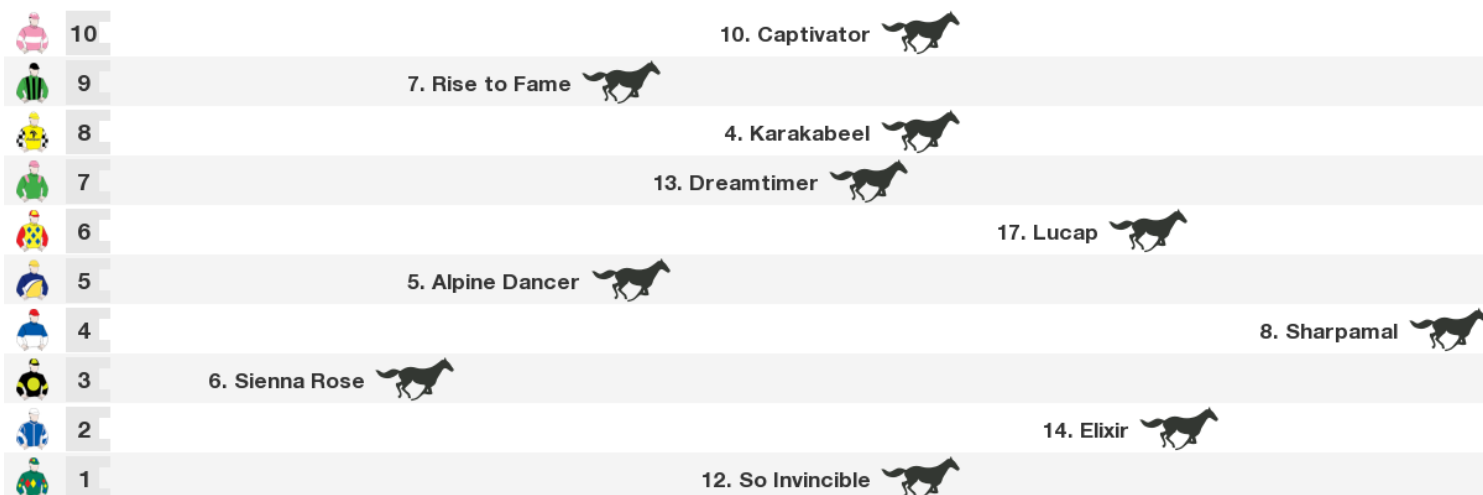 10 10. Captivator
9 7. Rise to Fame
8 4. Karakabeel
7 13. Dreamtimer
6 17. Lucap
5 5. Alpine Dancer
4 8. Sharpamal
3 6. Sienna Rose
2 14. Elixir
1 12. So Invincible